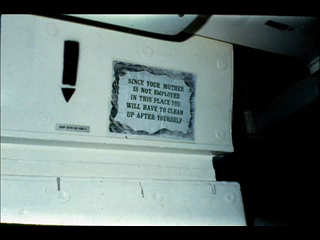 SINCE YOUR MOTHER
IS NOT EMPLOYED
IN THIS PLACE YOU
WILL HAVE TO CLEAN
UP AFTER YOURSELF